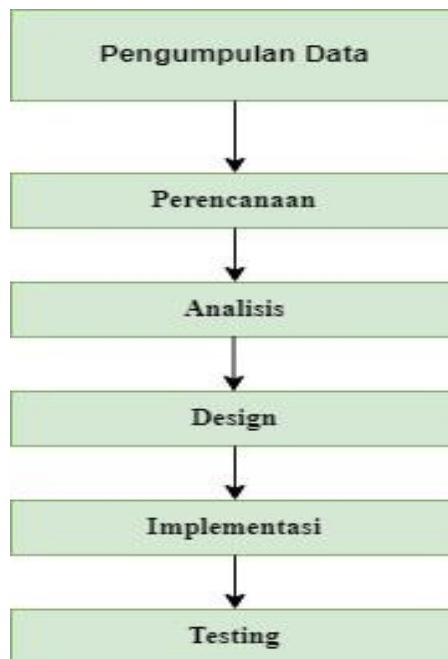 Pengumpulan Data
Perencanaan
Analisis
Design
Implementasi
Testing